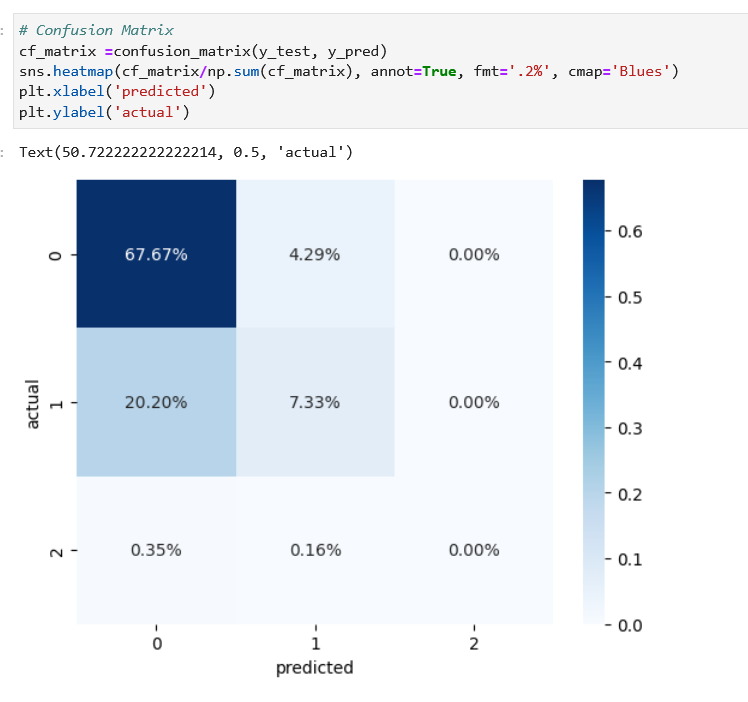 # Confusion Matrix
cf_matrix =confusion_matrix(y_test, y_pred)
sns.heatmap(cf_matrix/np.sum(cf_matrix), annot=True, fmt='.2%', cmap='Blues')
plt.xlabel('predicted')
plt.ylabel('actual')
: Text(50.722222222222214, 0.5, 'actual')
0
67.67% 4.29% 0.00%
actual
1
20.20% 7.33% 0.00%
2
0.35% 0.16% 0.00%
0 1 2
predicted
0.6
0.5
0.4
0.3
0.2
0.1
0.0